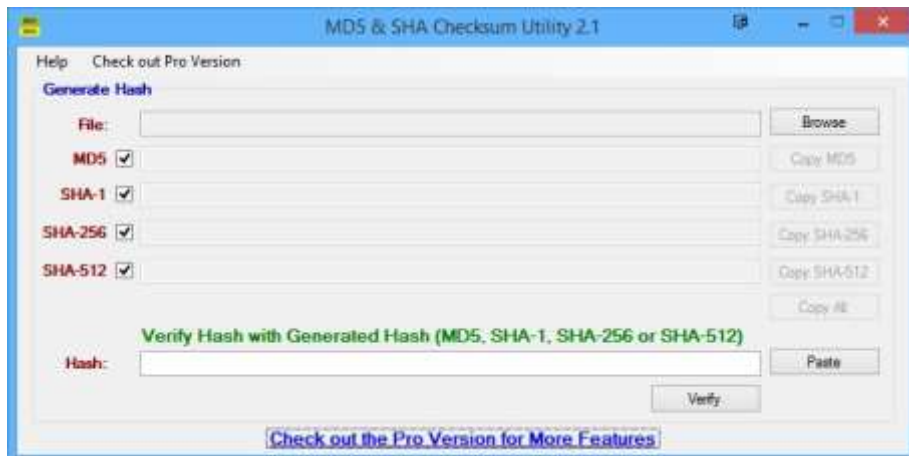 MD5 & SHA Checksum Utility 2.1
Help Check out Pro Version
Generate Hash
File: Browse
MD5 Copy MD5
SHA-1 Copy SHA-1
SHA-256 Copy SHA-256
SHA-512 Copy SHA-512
Copy All
Verify Hash with Generated Hash (MD5, SHA-1, SHA-256 or SHA-512)
Hash: Paste
Verify
Check out the Pro Version for More Features